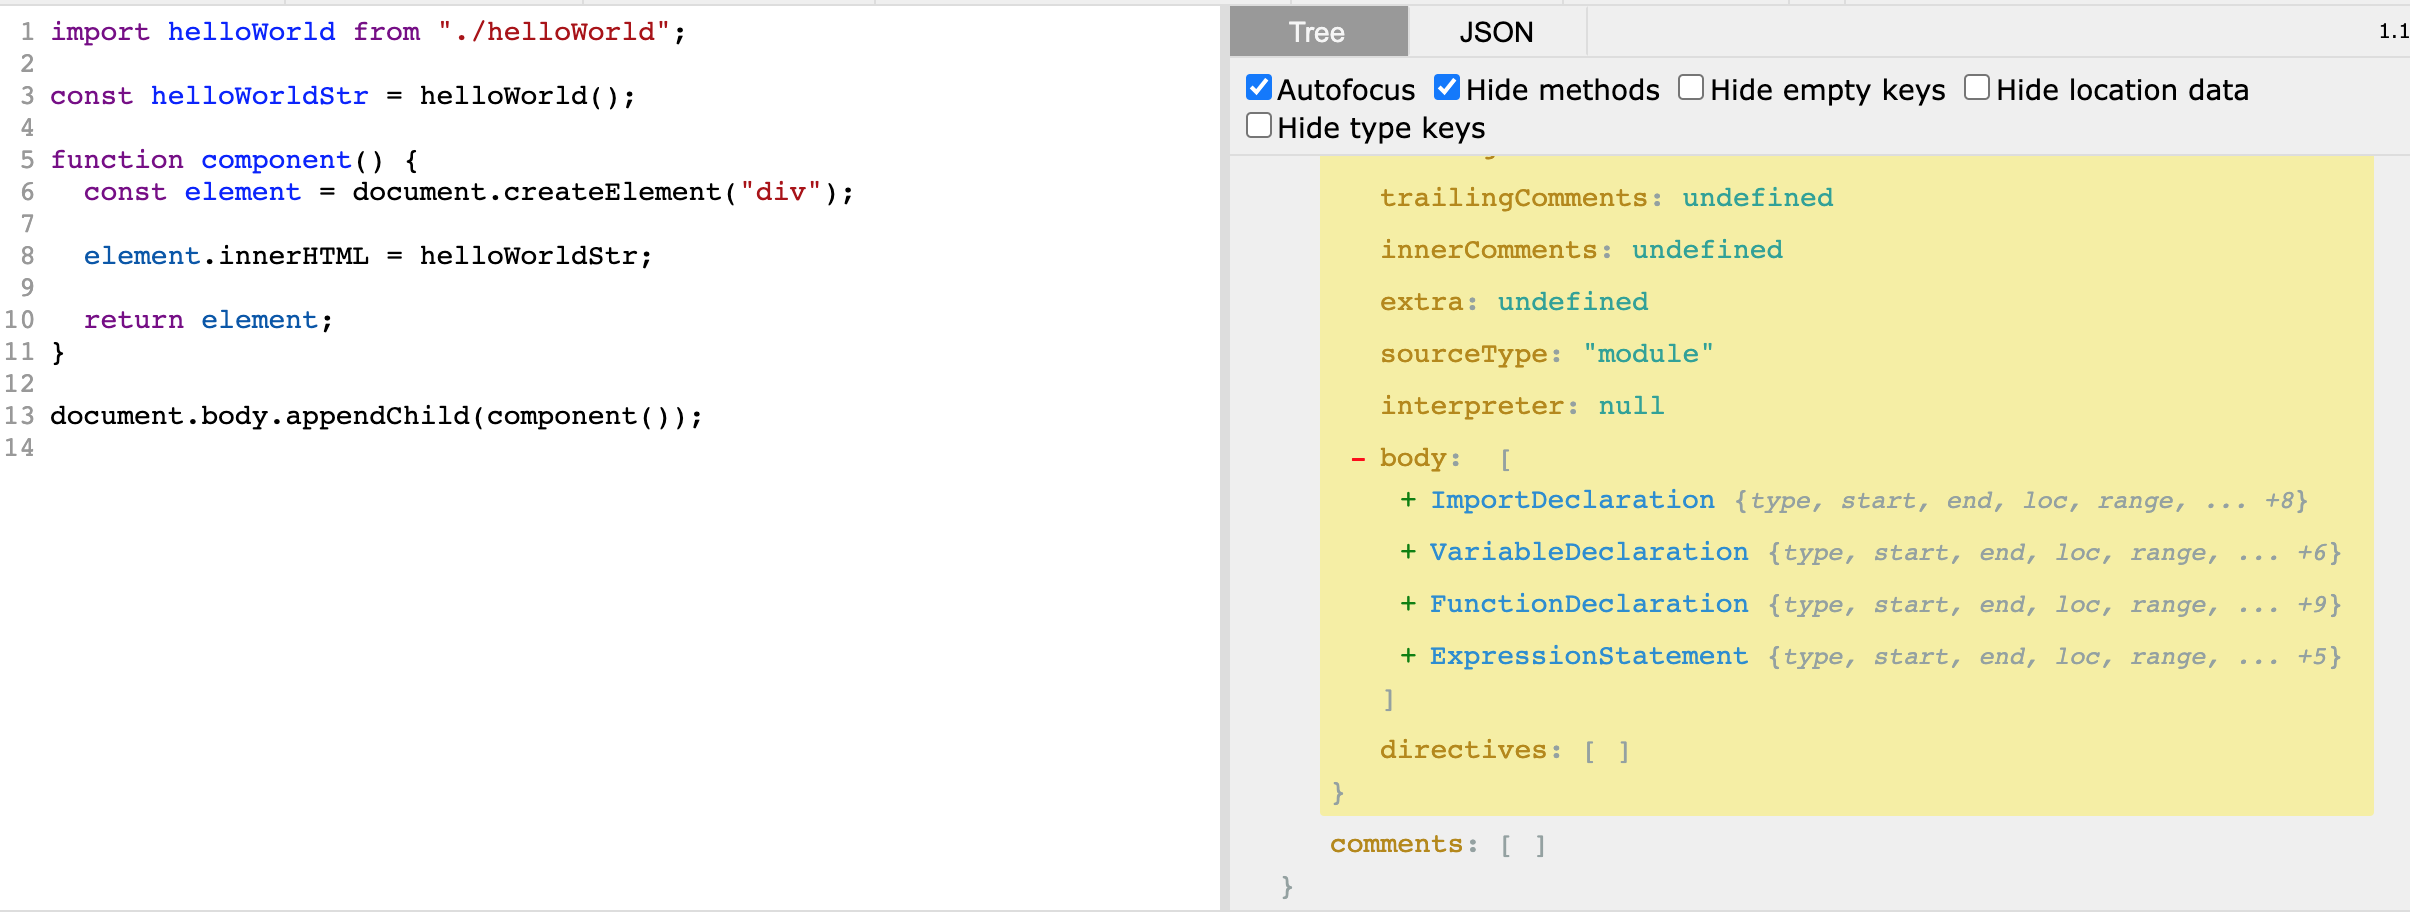 1 import helloWorld from "./helloWorld";
2
3 const helloWorldStr = helloWorld();
4
5 function component() {
6   const element = document.createElement("div");
7
8   element.innerHTML = helloWorldStr;
9
10   return element;
11 }
12
13 document.body.appendChild(component());
14
Tree JSON 1.1
Autofocus Hide methods Hide empty keys Hide location data
Hide type keys
trailingComments: undefined
innerComments: undefined
extra: undefined
sourceType: "module"
interpreter: null
- body: [
+ ImportDeclaration {type, start, end, loc, range, ... +8}
+ VariableDeclaration {type, start, end, loc, range, ... +6}
+ FunctionDeclaration {type, start, end, loc, range, ... +9}
+ ExpressionStatement {type, start, end, loc, range, ... +5}
]
directives: [ ]
}
comments: [ ]
}